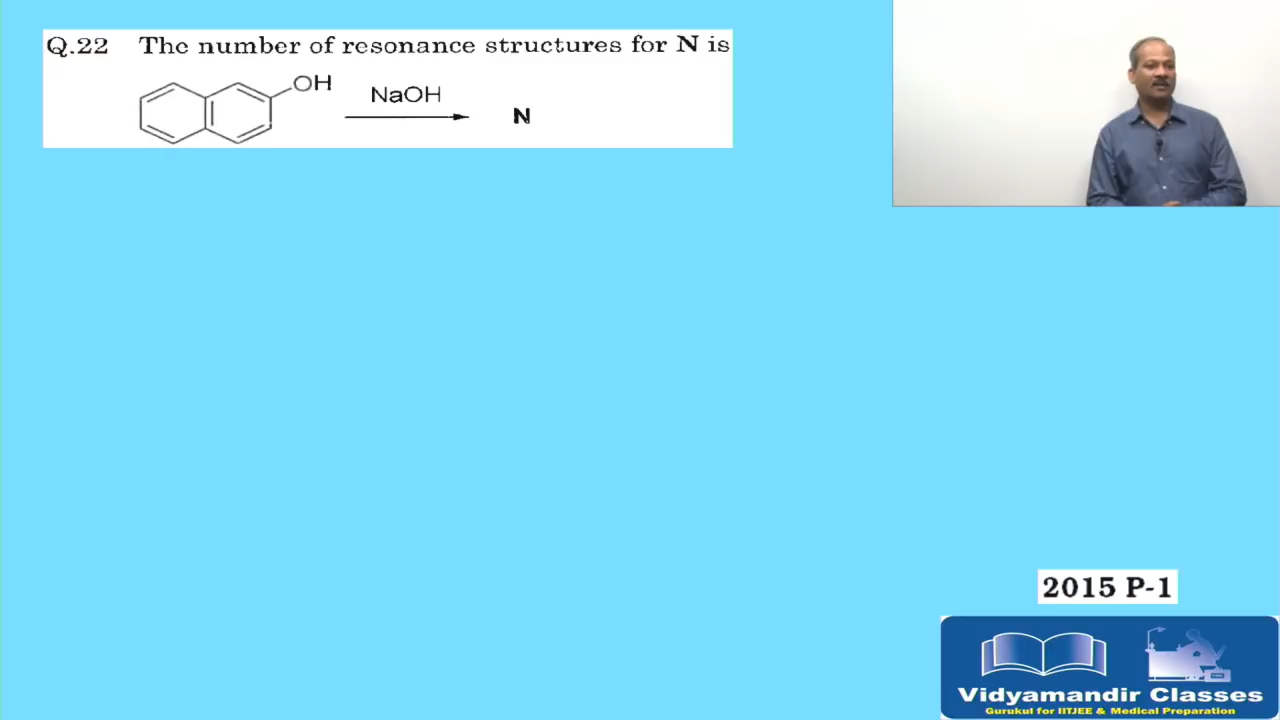 Q.22 The number of resonance structures for N is
OH
NaOH
N
2015 P-1
Vidyamandir Classes
Gurukul for IITJEE & Medical Preparation